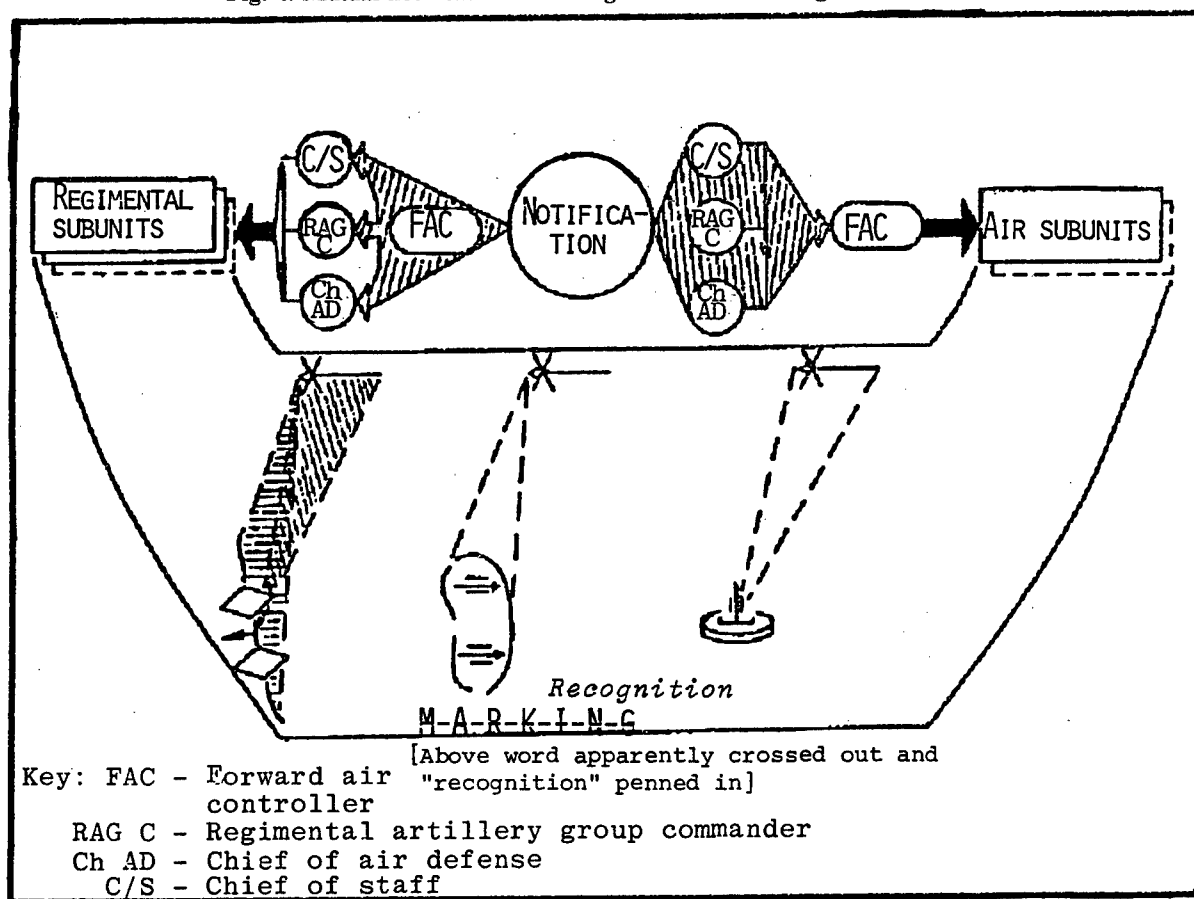 C/S
RAG
C
Ch
AD
REGIMENTAL
SUBUNITS
FAC
NOTIFICA-
TION
C/S
RAG
C
Ch
AD
FAC
AIR SUBUNITS
Recognition
M-A-R-K-I-N-G
[Above word apparently crossed out and
"recognition" penned in]
Key: FAC - Forward air
controller
RAG C - Regimental artillery group commander
Ch AD - Chief of air defense
C/S - Chief of staff